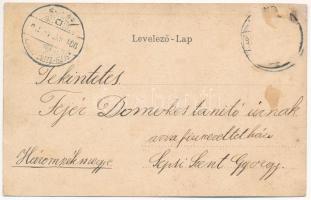 Levelező-Lap
Tekintetes
Fejér Domokos tanító úrnak
Háromszékmegye
Sepsi Szent György.